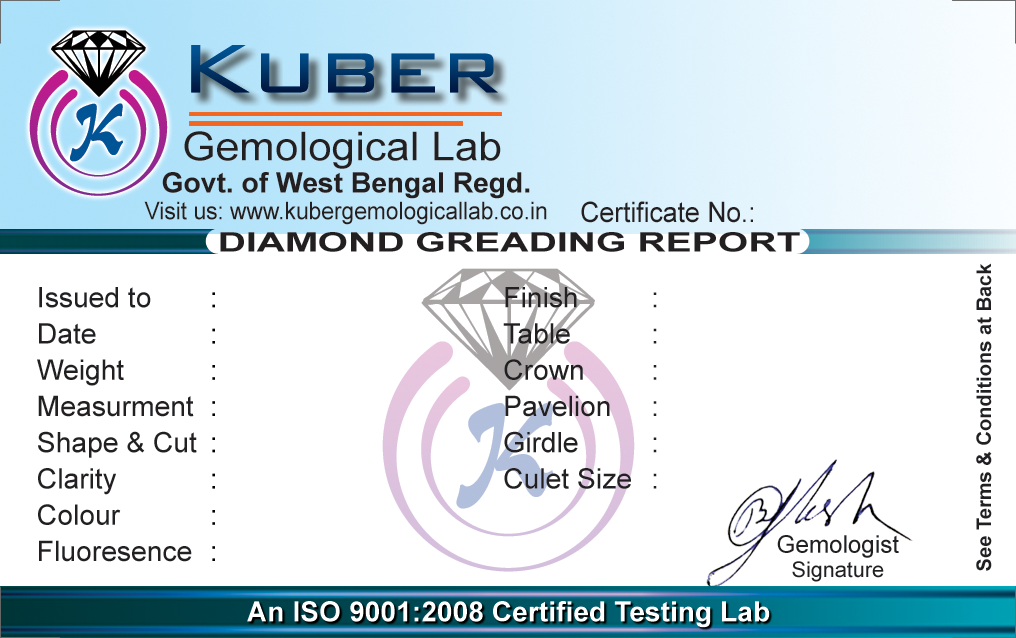 K
KUBER
Gemological Lab
Govt. of West Bengal Regd.
Visit us: www.kubergemologicallab.co.in
Certificate No.:
DIAMOND GREADING REPORT
Issued to :
Date :
Weight :
Measurment :
Shape & Cut :
Clarity :
Colour :
Fluoresence :
Finish :
Table :
Crown :
Pavelion :
Girdle :
Culet Size :
K
See Terms & Conditions at Back
Gemologist
Signature
An ISO 9001:2008 Certified Testing Lab